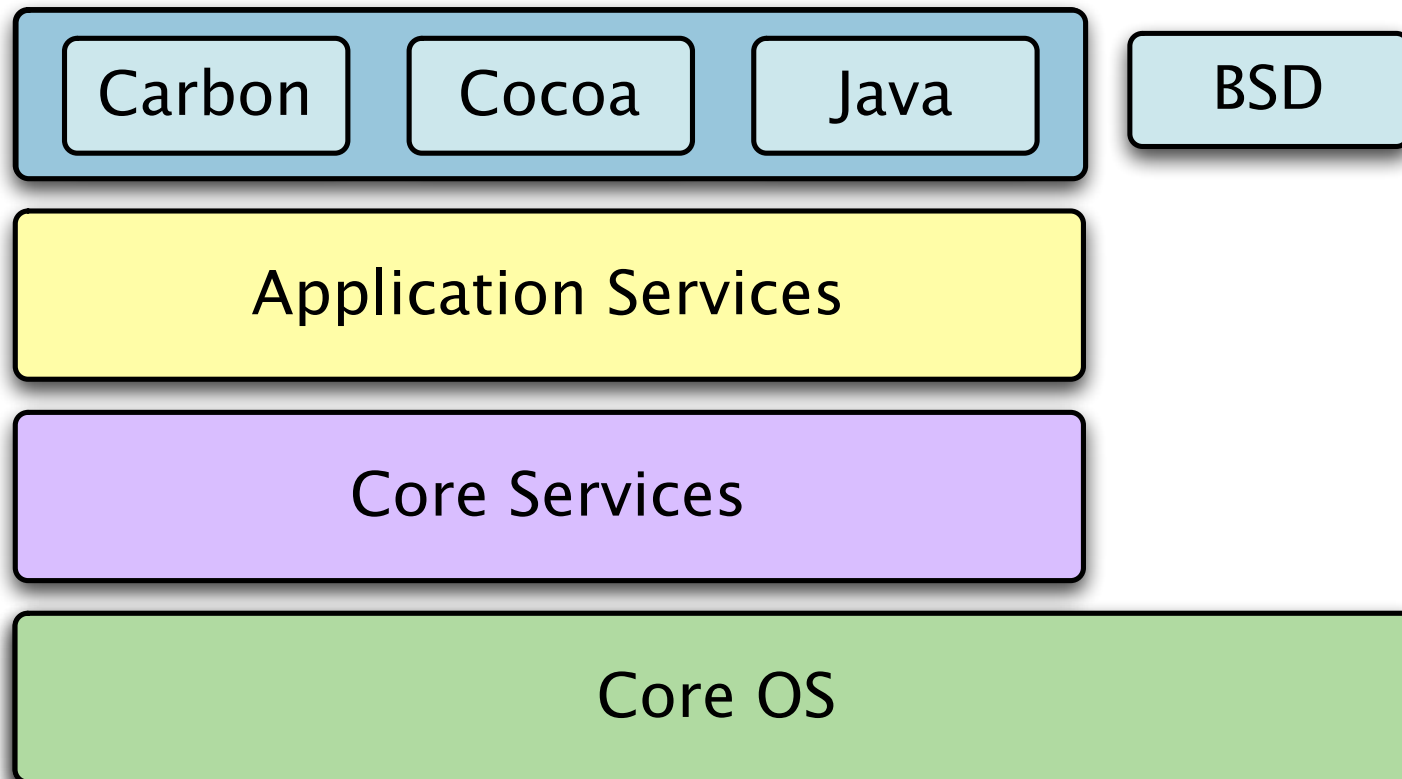 Carbon
Cocoa
Java
BSD
Application Services
Core Services
Core OS